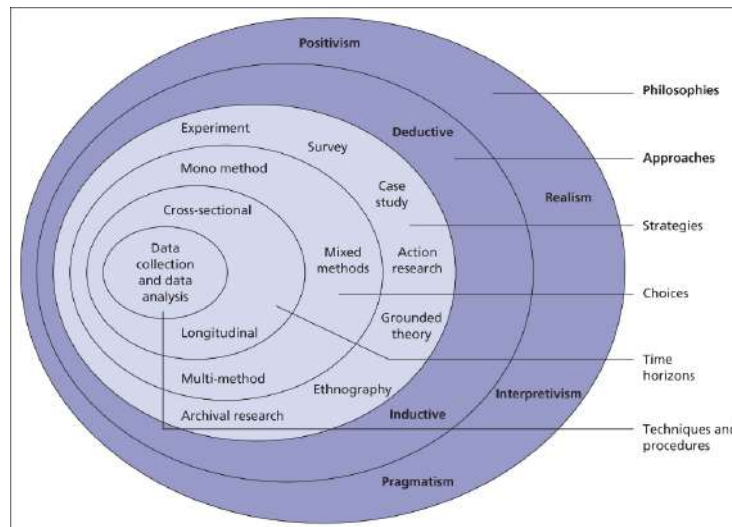 Positivism
Philosophies
Deductive
Experiment
Survey
Approaches
Mono method
Case
study
Realism
Cross-sectional
Strategies
Data
collection
and data
analysis
Mixed
methods
Action
research
Choices
Longitudinal
Grounded
theory
Time
horizons
Multi-method
Ethnography
Interpretivism
Archival research
Inductive
Techniques and
procedures
Pragmatism